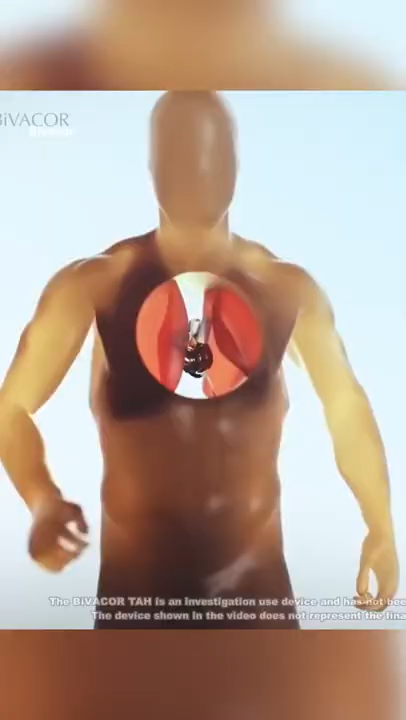 BiVACOR
The BiVACOR TAH is an investigation use device and has not bee
The device shown in the video does not represent the fina